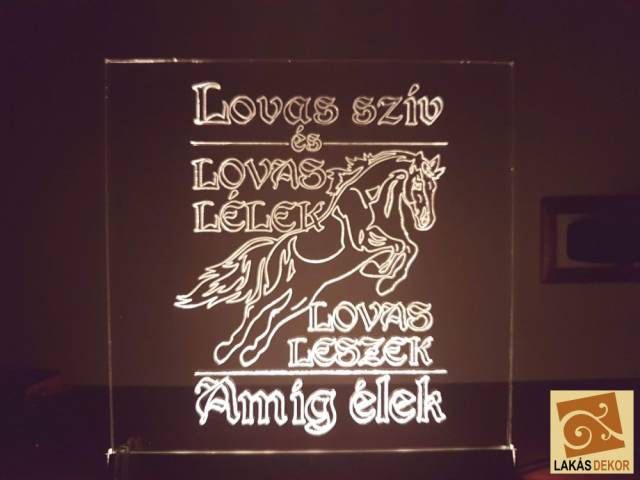 Lovas szív
és
LOVAS
LÉLEK
LOVAS
LESZEK
Amíg élek
LAKÁSDEKOR